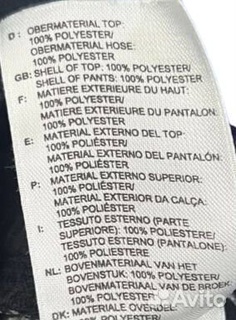 D: OBERMATERIAL TOP:
100% POLYESTER/
OBERMATERIAL HOSE:
100% POLYESTER
GB: SHELL OF TOP: 100% POLYESTER/
SHELL OF PANTS: 100% POLYESTER
F: MATIERE EXTERIEURE DU HAUT:
100% POLYESTER/
MATIERE EXTERIEURE DU PANTALON:
100% POLYESTER
E: MATERIAL EXTERNO DEL TOP:
100% POLIÉSTER/
MATERIAL EXTERNO DEL PANTALÓN:
100% POLIÉSTER
P: MATERIAL EXTERNO SUPERIOR:
100% POLIÉSTER/
MATERIAL EXTERIOR DA CALÇA:
100% POLIÉSTER
I: TESSUTO ESTERNO (PARTE
SUPERIORE): 100% POLIESTERE/
TESSUTO ESTERNO (PANTALONE):
100% POLIESTERE
NL: BOVENMATERIAAL VAN HET
BOVENSTUK: 100% POLYESTER/
BOVENMATERIAAL VAN DE BROEK:
100% POLYESTER
DK: MATERIALE OVERDEL:
Avito